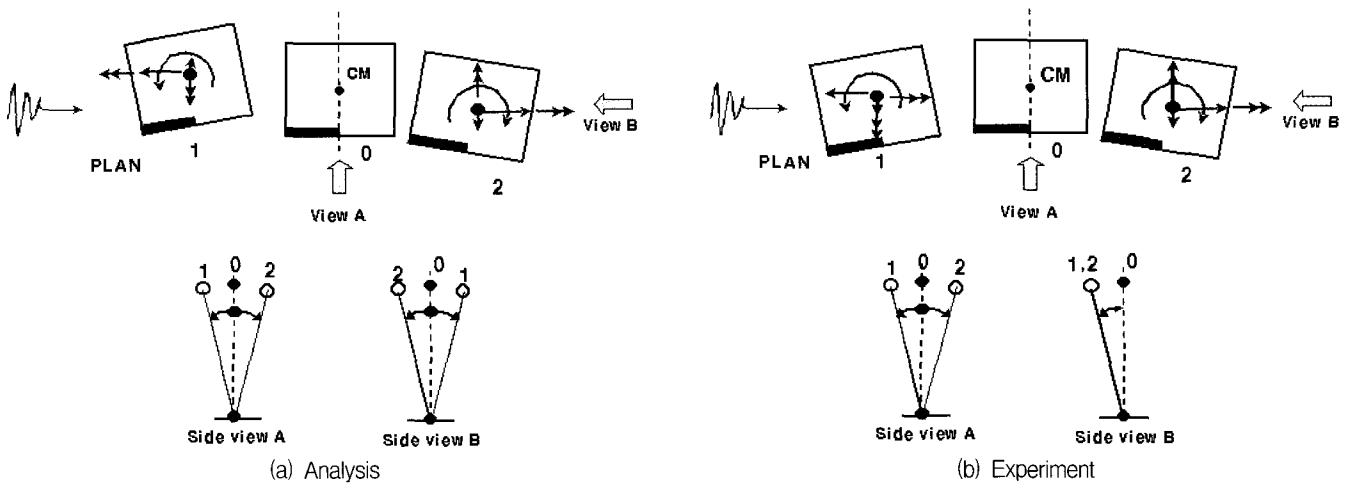 CM
View B
1
0
2
PLAN
View A
1 0 2
2 0 1
Side view A
Side view B
(a) Analysis
CM
View B
1
0
2
PLAN
View A
1 0 2
1,2 0
Side view A
Side view B
(b) Experiment